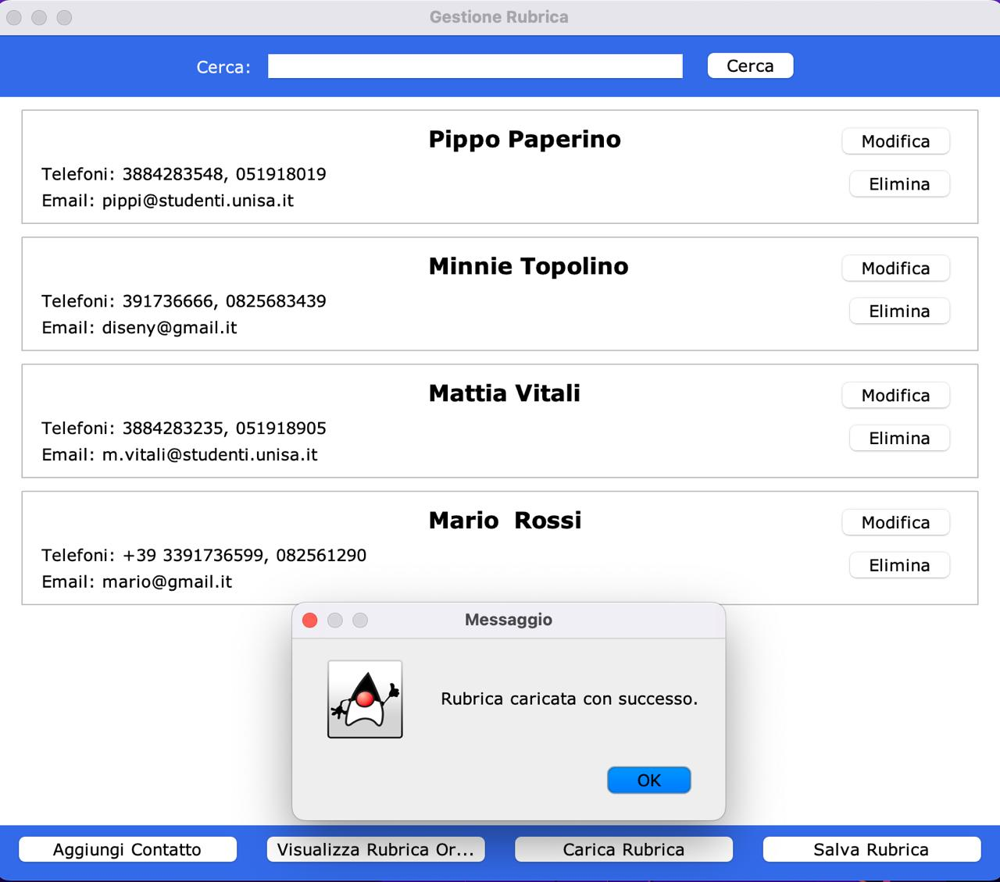 Gestione Rubrica
Cerca:
Cerca
Pippo Paperino
Modifica
Telefoni: 3884283548, 051918019
Elimina
Email: pippi@studenti.unisa.it
Minnie Topolino
Modifica
Telefoni: 391736666, 0825683439
Elimina
Email: diseny@gmail.it
Mattia Vitali
Modifica
Telefoni: 3884283235, 051918905
Elimina
Email: m.vitali@studenti.unisa.it
Mario  Rossi
Modifica
Telefoni: +39 3391736599, 082561290
Elimina
Email: mario@gmail.it
Messaggio
Rubrica caricata con successo.
OK
Aggiungi Contatto
Visualizza Rubrica Or...
Carica Rubrica
Salva Rubrica